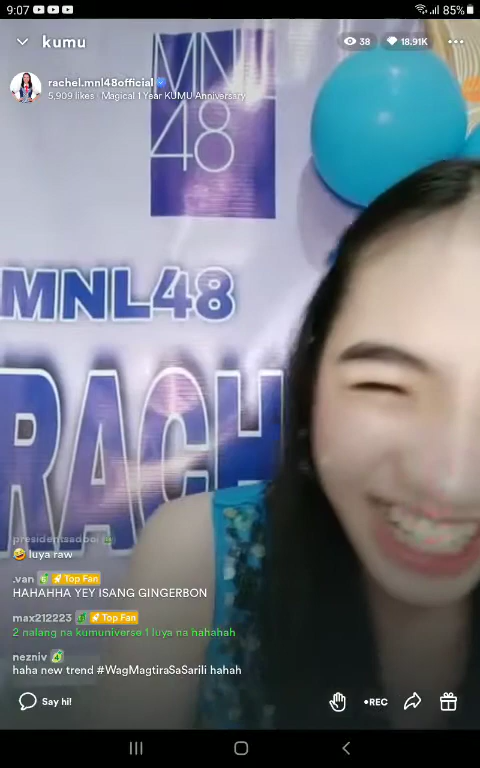 9:07
85%
kumu
38
18.91K
rachel.mnl48official
5,909 likes · Magical 1 Year KUMU Anniversary
MNL
48
MNL48
RACH
presidentsadboi
🤣 luya raw
.van Top Fan
HAHAHHA YEY ISANG GINGERBON
max212223 Top Fan
2 nalang na kumuniverse 1 luya na hahahah
nezniv
haha new trend #WagMagtiraSaSarili hahah
Say hi!
•REC